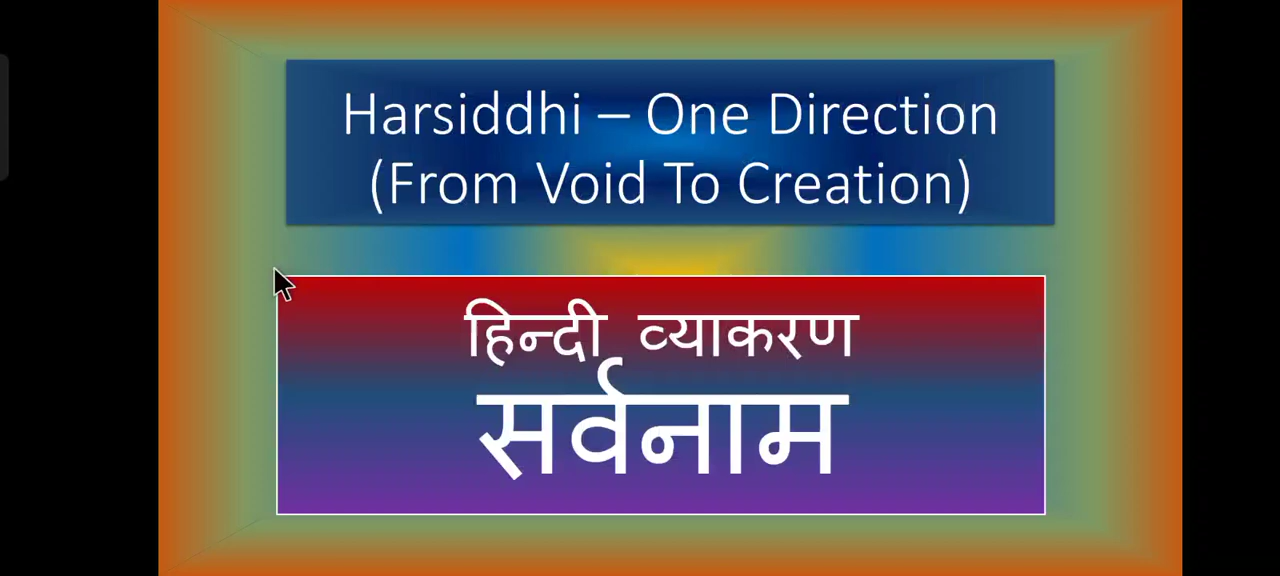 Harsiddhi – One Direction
(From Void To Creation)
हिन्दी व्याकरण
सर्वनाम